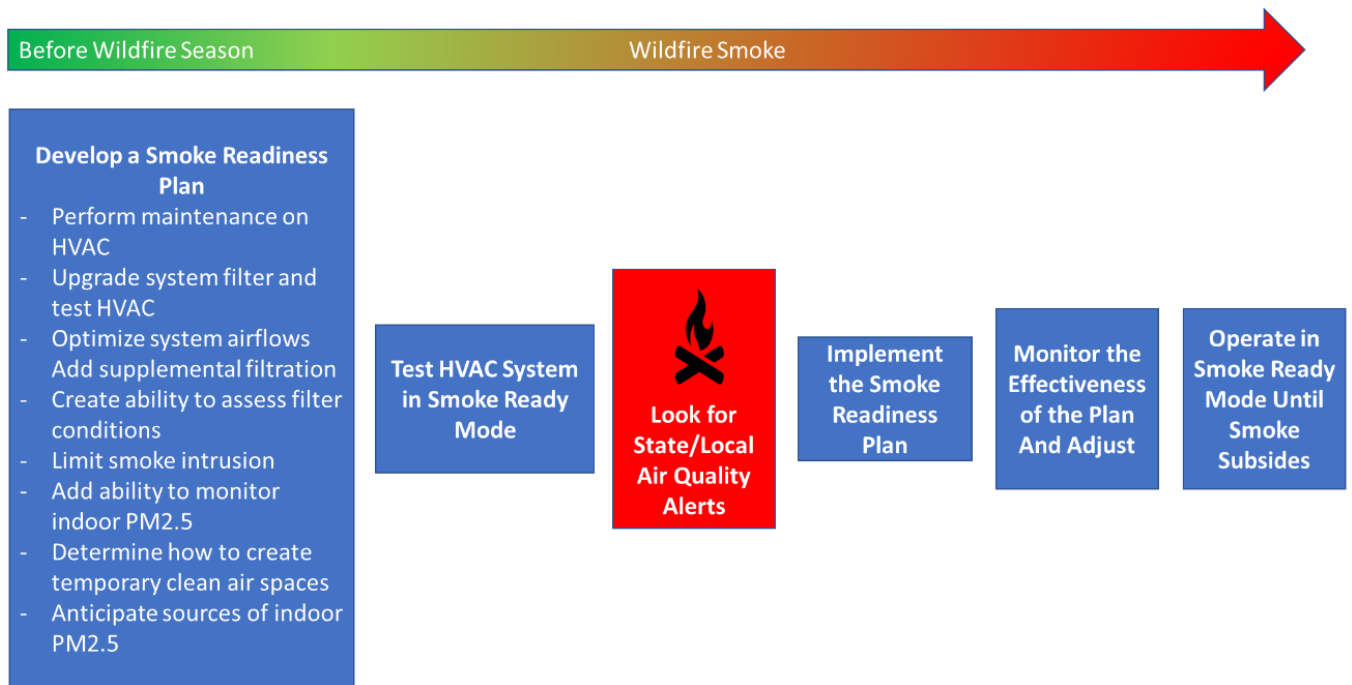 Before Wildfire Season
Wildfire Smoke
Develop a Smoke Readiness
Plan
- Perform maintenance on
HVAC
- Upgrade system filter and
test HVAC
- Optimize system airflows
Add supplemental filtration
- Create ability to assess filter
conditions
- Limit smoke intrusion
- Add ability to monitor
indoor PM2.5
- Determine how to create
temporary clean air spaces
- Anticipate sources of indoor
PM2.5
Test HVAC System
in Smoke Ready
Mode
Look for
State/Local
Air Quality
Alerts
Implement
the Smoke
Readiness
Plan
Monitor the
Effectiveness
of the Plan
And Adjust
Operate in
Smoke Ready
Mode Until
Smoke
Subsides